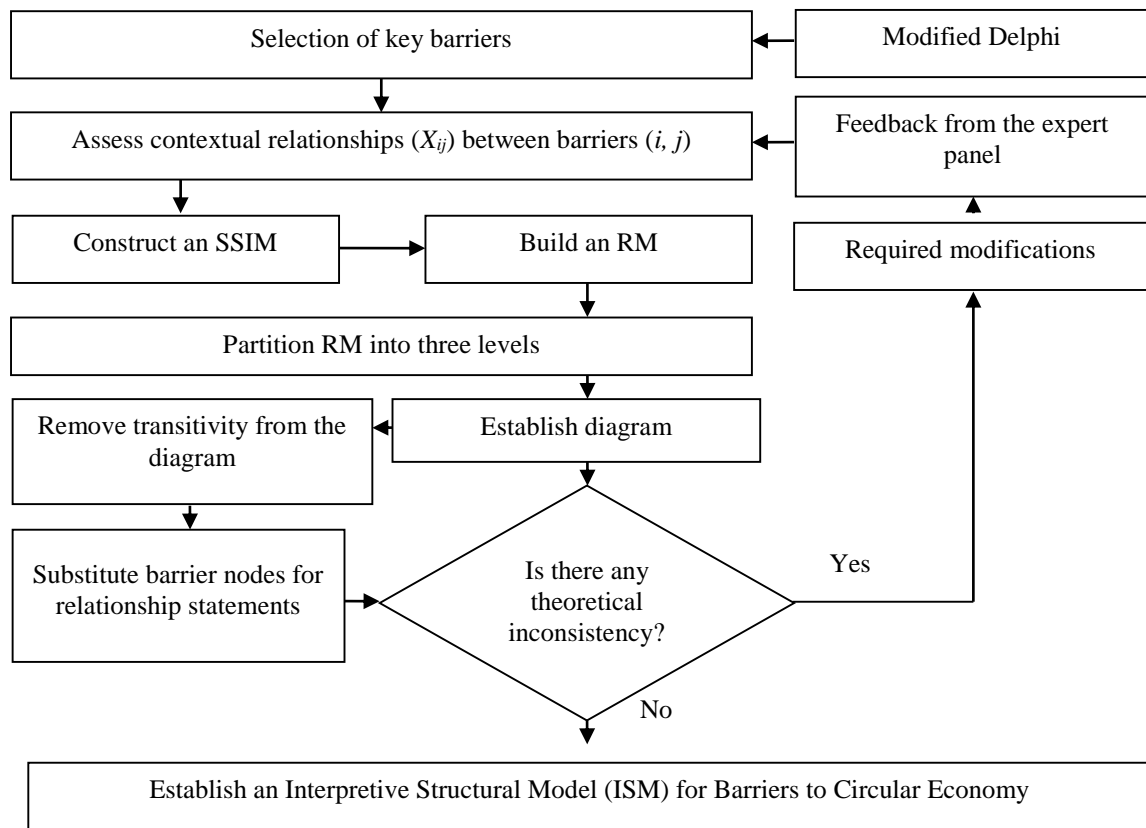 Selection of key barriers
Modified Delphi
Assess contextual relationships (Xij) between barriers (i, j)
Feedback from the expert
panel
Construct an SSIM
Build an RM
Required modifications
Partition RM into three levels
Remove transitivity from the
diagram
Establish diagram
Substitute barrier nodes for
relationship statements
Is there any
theoretical
inconsistency?
Yes
No
Establish an Interpretive Structural Model (ISM) for Barriers to Circular Economy